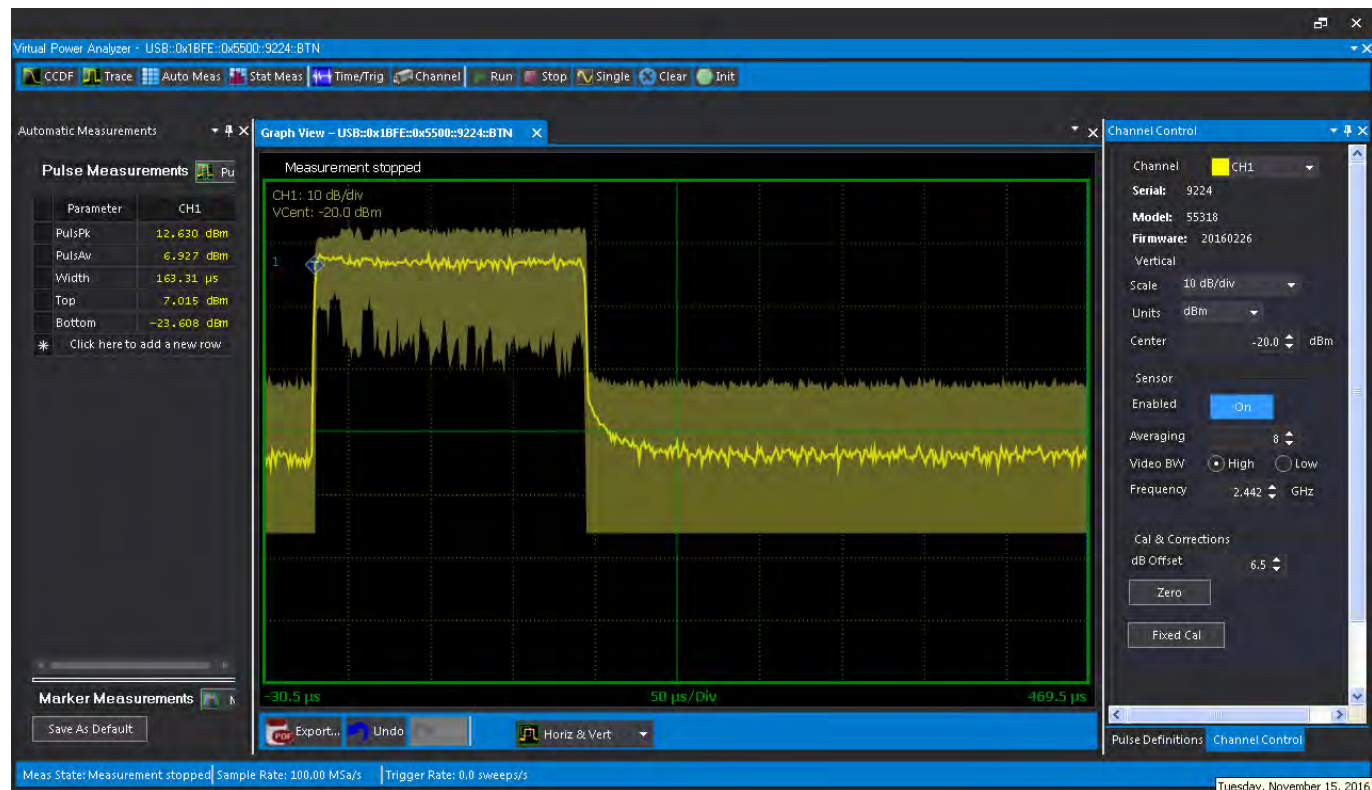 Virtual Power Analyzer - USB::0x1BFE::0x5500::9224::BTN
CCDF Trace Auto Meas Stat Meas Time/Trig Channel Run Stop Single Clear Init
Automatic Measurements
Pulse Measurements Pu
Parameter CH1
PulsPk 12.630 dBm
PulsAv 6.927 dBm
Width 163.31 µs
Top 7.015 dBm
Bottom -23.608 dBm
Click here to add a new row
Marker Measurements
Save As Default
Graph View - USB::0x1BFE::0x5500::9224::BTN
Measurement stopped
CH1: 10 dB/div
VCent: -20.0 dBm
1
-30.5 µs 50 µs/Div 469.5 µs
PDF Export... Undo Horiz & Vert
Channel Control
Channel CH1
Serial: 9224
Model: 55318
Firmware: 20160226
Vertical
Scale 10 dB/div
Units dBm
Center -20.0 dBm
Sensor
Enabled On
Averaging 8
Video BW High Low
Frequency 2.442 GHz
Cal & Corrections
dB Offset 6.5
Zero
Fixed Cal
Pulse Definitions Channel Control
Meas State: Measurement stopped Sample Rate: 100.00 MSa/s Trigger Rate: 0.0 sweeps/s
Tuesday, November 15, 2016